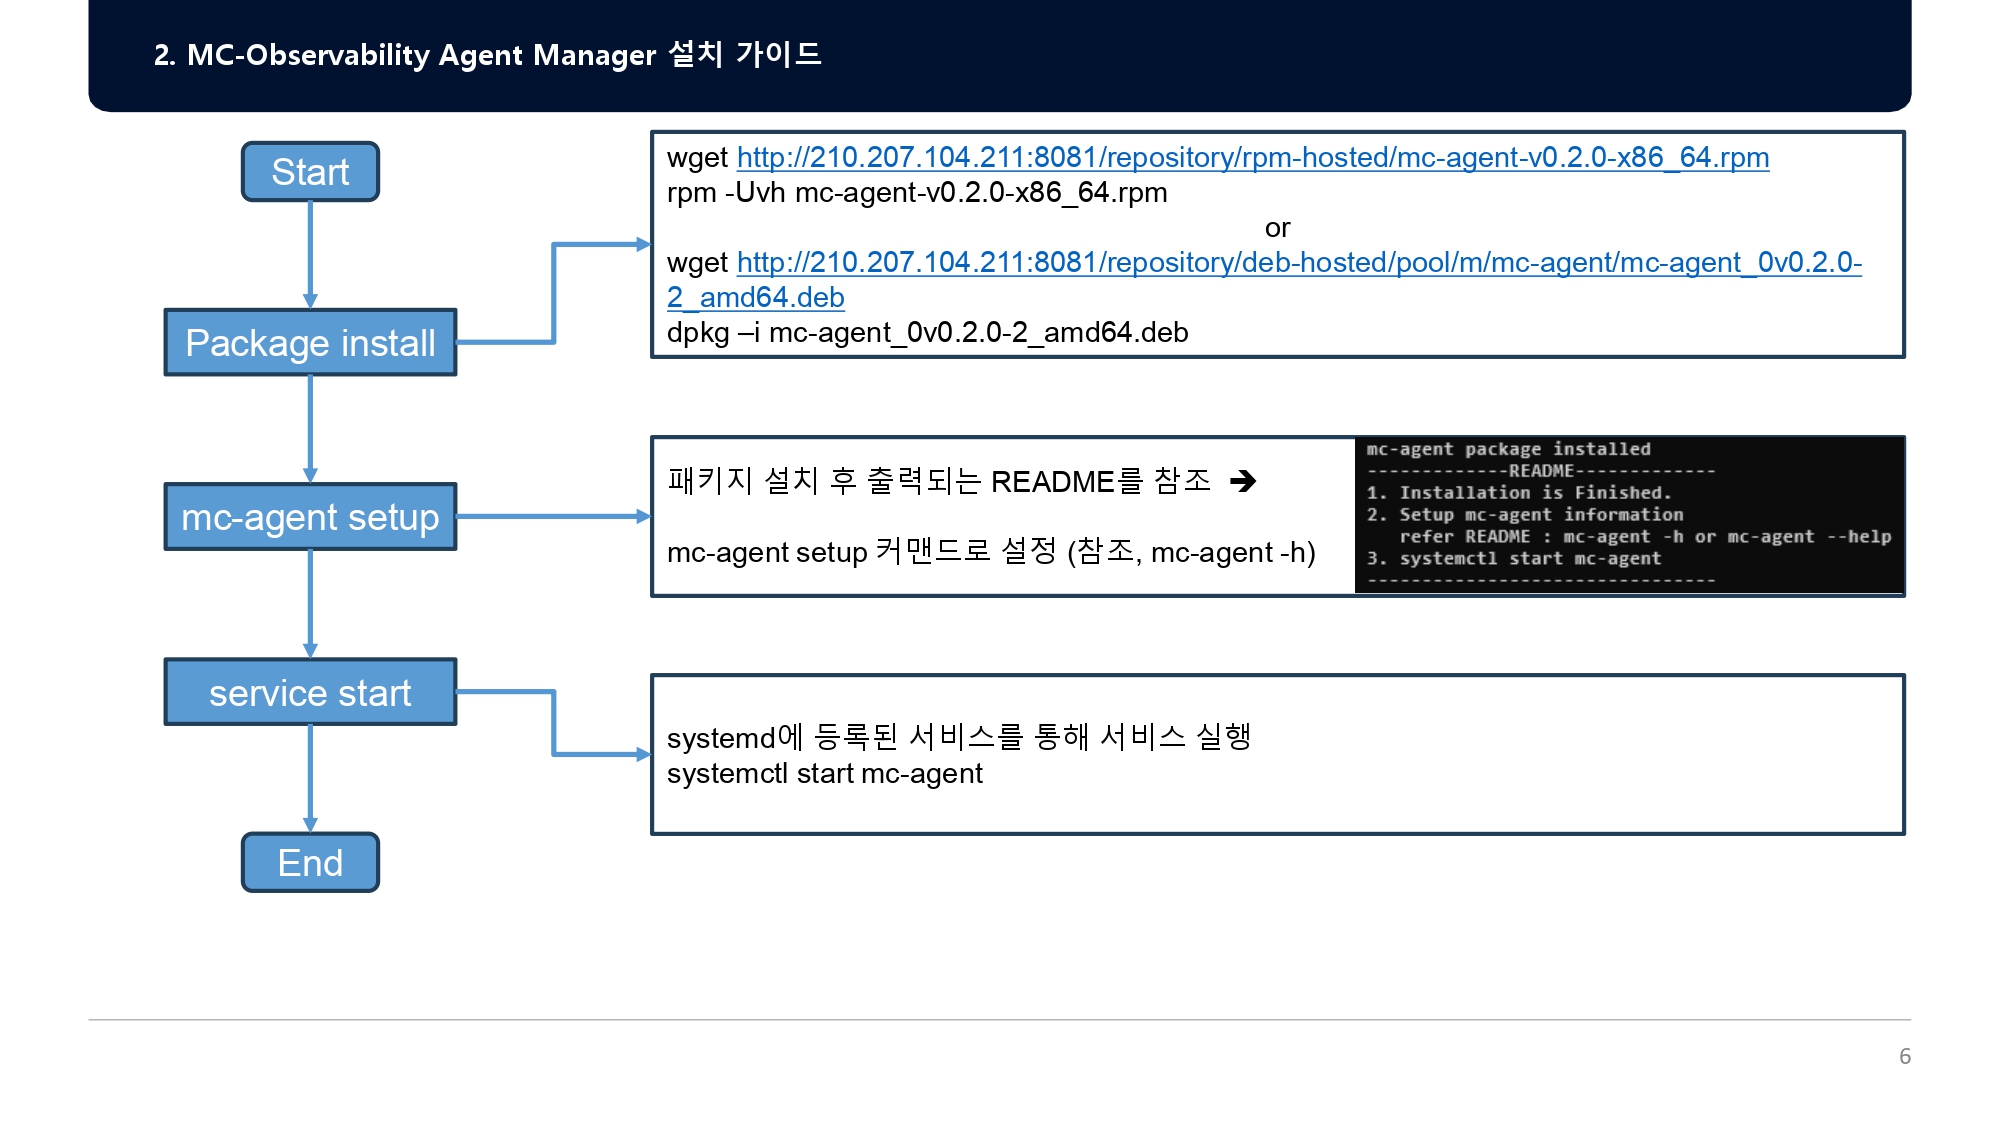 2. MC-Observability Agent Manager 설치 가이드
Start
Package install
mc-agent setup
service start
End
wget http://210.207.104.211:8081/repository/rpm-hosted/mc-agent-v0.2.0-x86_64.rpm
rpm -Uvh mc-agent-v0.2.0-x86_64.rpm
or
wget http://210.207.104.211:8081/repository/deb-hosted/pool/m/mc-agent/mc-agent_0v0.2.0-
2_amd64.deb
dpkg –i mc-agent_0v0.2.0-2_amd64.deb
패키지 설치 후 출력되는 README를 참조 ➔
mc-agent setup 커맨드로 설정 (참조, mc-agent -h)
mc-agent package installed
-------------README-------------
1. Installation is Finished.
2. Setup mc-agent information
refer README : mc-agent -h or mc-agent --help
3. systemctl start mc-agent
--------------------------------
systemd에 등록된 서비스를 통해 서비스 실행
systemctl start mc-agent
6